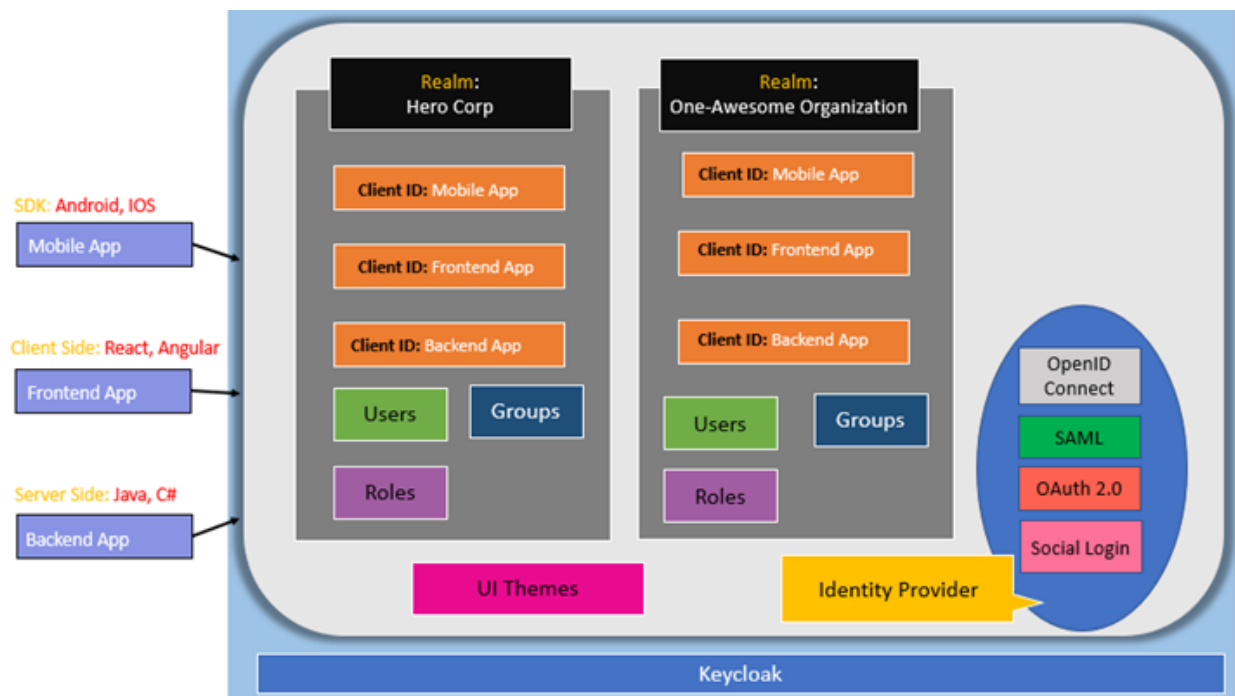 SDK: Android, IOS
Mobile App
Client Side: React, Angular
Frontend App
Server Side: Java, C#
Backend App
Realm:
Hero Corp
Client ID: Mobile App
Client ID: Frontend App
Client ID: Backend App
Users
Groups
Roles
Realm:
One-Awesome Organization
Client ID: Mobile App
Client ID: Frontend App
Client ID: Backend App
Users
Groups
Roles
OpenID
Connect
SAML
OAuth 2.0
Social Login
UI Themes
Identity Provider
Keycloak